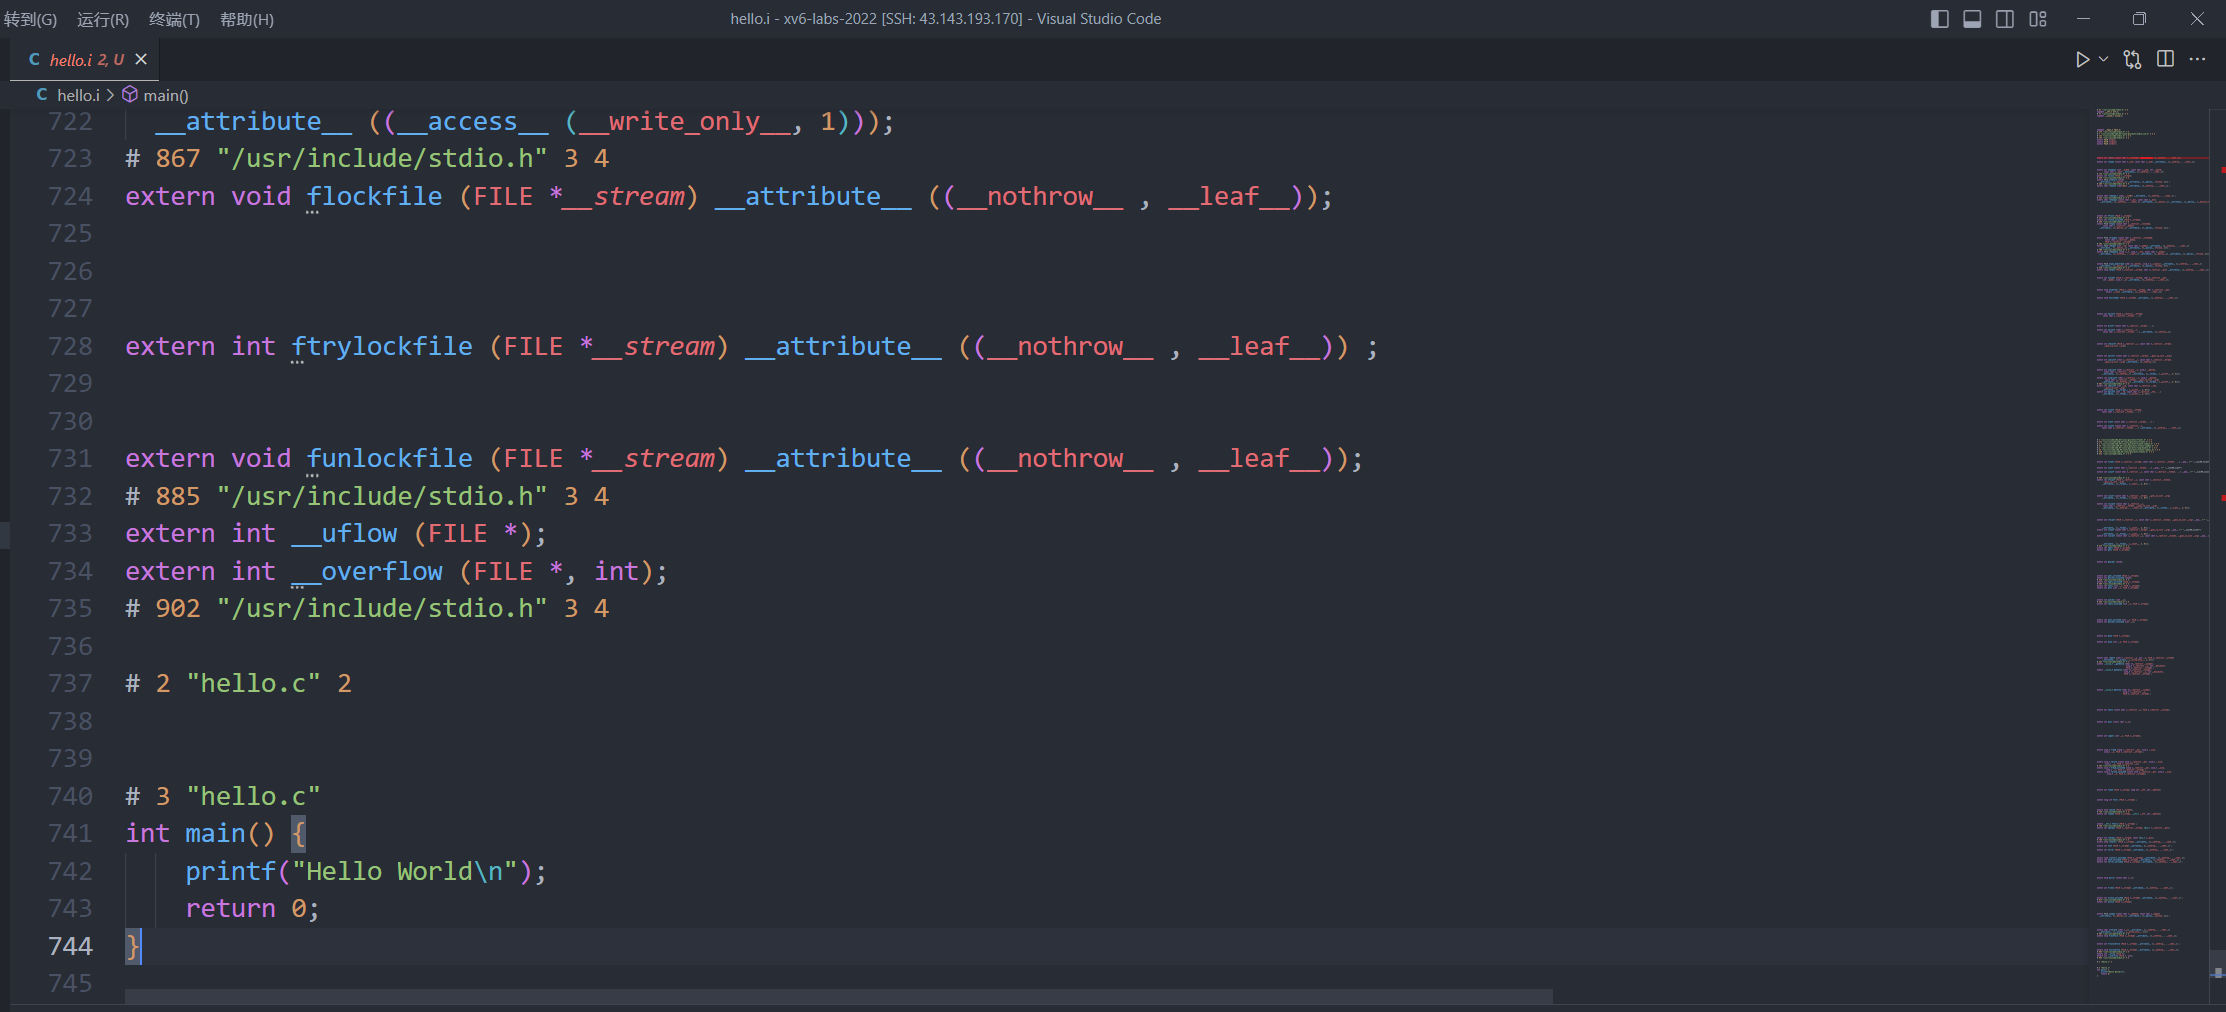 转到(G) 运行(R) 终端(T) 帮助(H) hello.i - xv6-labs-2022 [SSH: 43.143.193.170] - Visual Studio Code
C hello.i 2, U
C hello.i > main()
722 __attribute__ ((__access__ (__write_only__, 1)));
723 # 867 "/usr/include/stdio.h" 3 4
724 extern void flockfile (FILE *__stream) __attribute__ ((__nothrow__ , __leaf__));
725
726
727
728 extern int ftrylockfile (FILE *__stream) __attribute__ ((__nothrow__ , __leaf__)) ;
729
730
731 extern void funlockfile (FILE *__stream) __attribute__ ((__nothrow__ , __leaf__));
732 # 885 "/usr/include/stdio.h" 3 4
733 extern int __uflow (FILE *);
734 extern int __overflow (FILE *, int);
735 # 902 "/usr/include/stdio.h" 3 4
736
737 # 2 "hello.c" 2
738
739
740 # 3 "hello.c"
741 int main() {
742 printf("Hello World\n");
743 return 0;
744 }
745